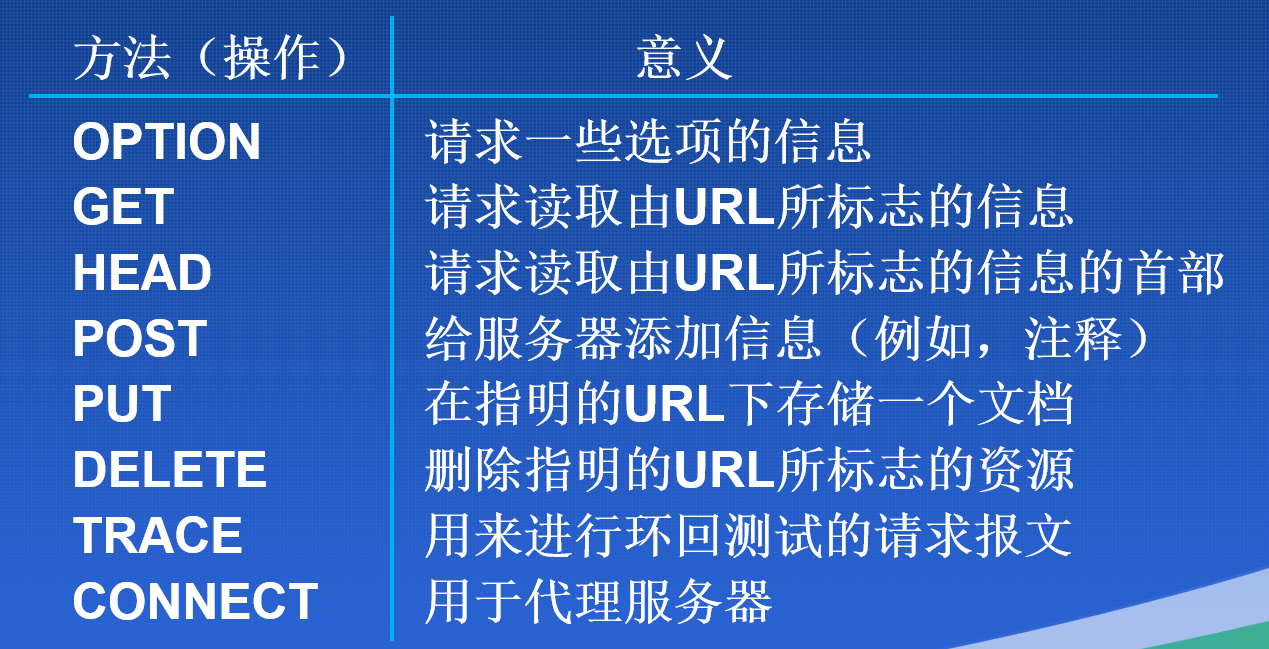 方法（操作） 意义
OPTION 请求一些选项的信息
GET 请求读取由URL所标志的信息
HEAD 请求读取由URL所标志的信息的首部
POST 给服务器添加信息（例如，注释）
PUT 在指明的URL下存储一个文档
DELETE 删除指明的URL所标志的资源
TRACE 用来进行环回测试的请求报文
CONNECT 用于代理服务器